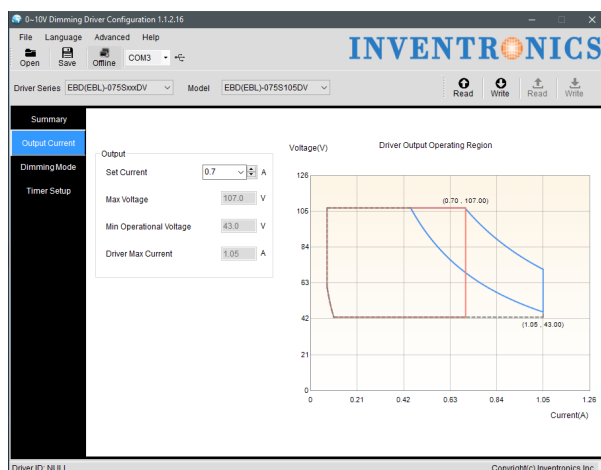 0~10V Dimming Driver Configuration 1.1.2.16
File Language Advanced Help
Open Save Offline COM3
INVENTRONICS
Driver Series EBD(EBL)-075SxxxDV Model EBD(EBL)-075S105DV
Read Write Read Write
Summary
Output Current
Dimming Mode
Timer Setup
Output
Set Current 0.7 A
Max Voltage 107.0 V
Min Operational Voltage 43.0 V
Driver Max Current 1.05 A
Voltage(V) Driver Output Operating Region
126
105
84
63
42
21
0
(0.70 , 107.00)
(1.05 , 43.00)
0 0.21 0.42 0.63 0.84 1.05 1.26
Current(A)
Driver ID: NULL Copyright(c) Inventronics Inc.